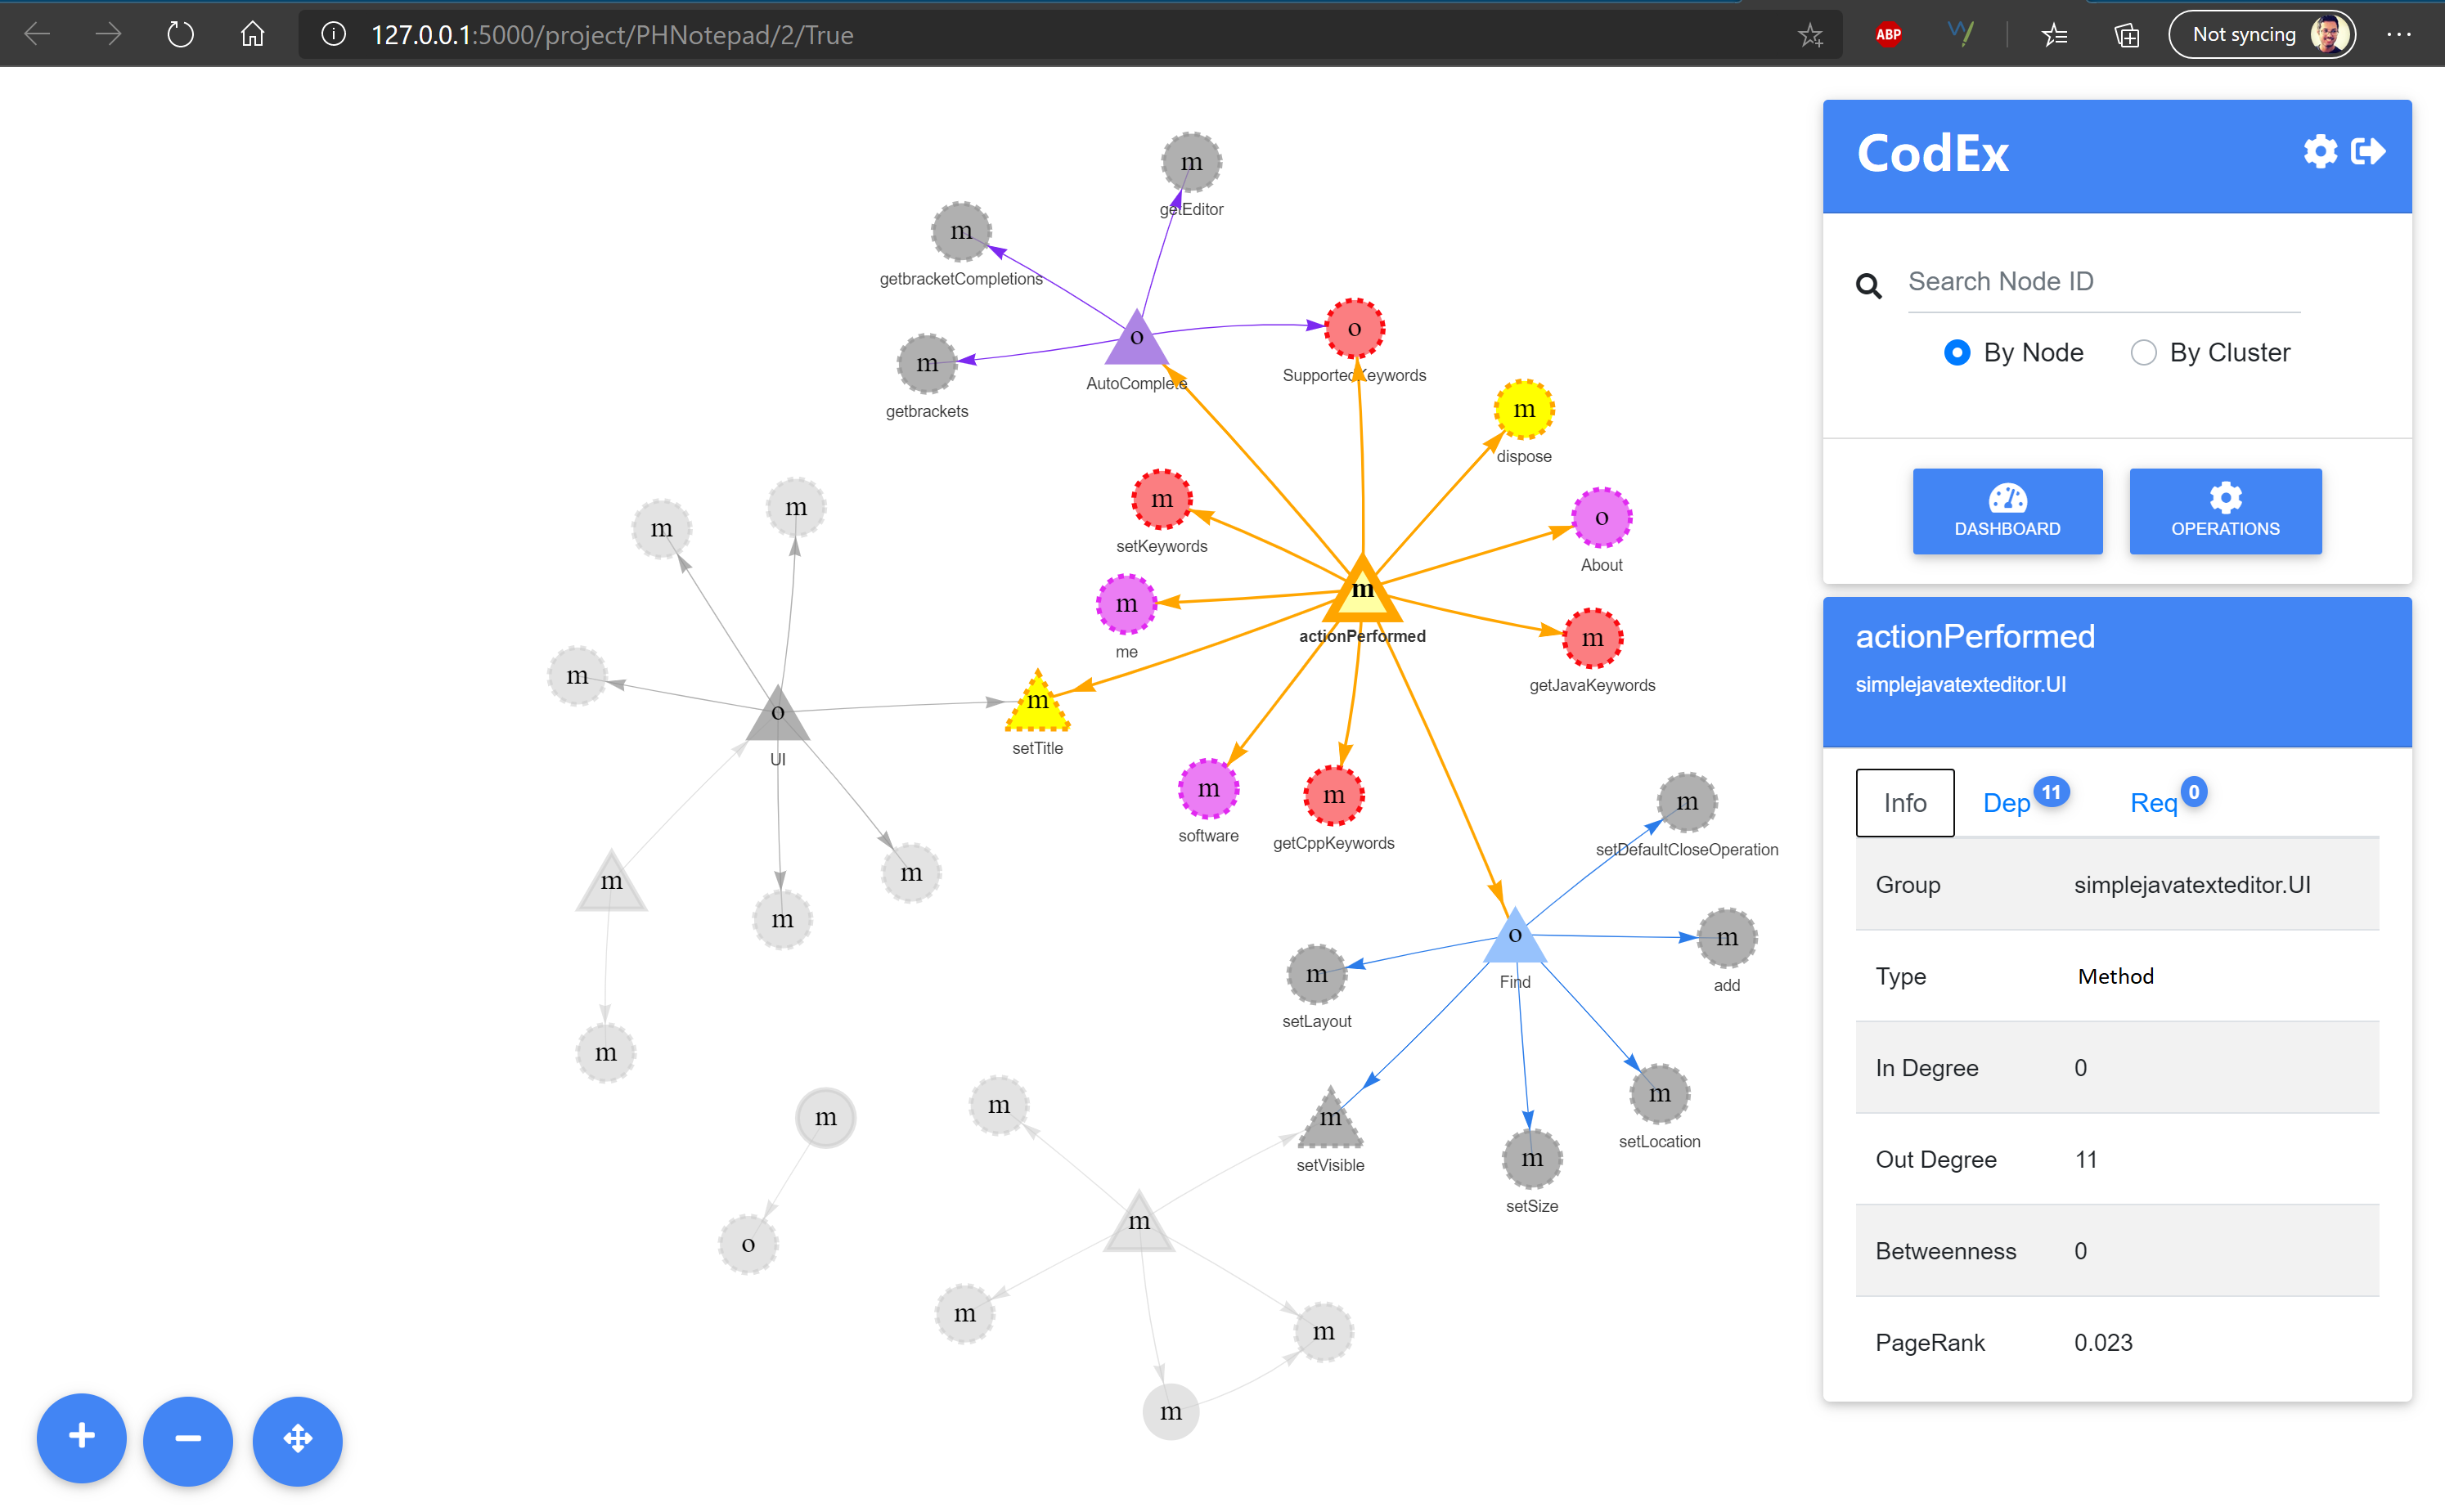 127.0.0.1:5000/project/PHNotepad/2/True
ABP
Not syncing
CodEx
Search Node ID
By Node
By Cluster
DASHBOARD
OPERATIONS
actionPerformed
simplejavatexteditor.UI
Info
Dep 11
Req 0
Group simplejavatexteditor.UI
Type Method
In Degree 0
Out Degree 11
Betweenness 0
PageRank 0.023
m
getEditor
m
getbracketCompletions
o
AutoComplete
o
SupportedKeywords
m
getbrackets
m
dispose
m
setKeywords
o
About
m
m
m
actionPerformed
m
me
m
getJavaKeywords
m
o
UI
m
setTitle
m
software
m
getCppKeywords
m
setDefaultCloseOperation
m
m
m
o
Find
m
add
m
setLayout
m
m
m
m
setVisible
m
setLocation
m
setSize
o
m
m
m
m